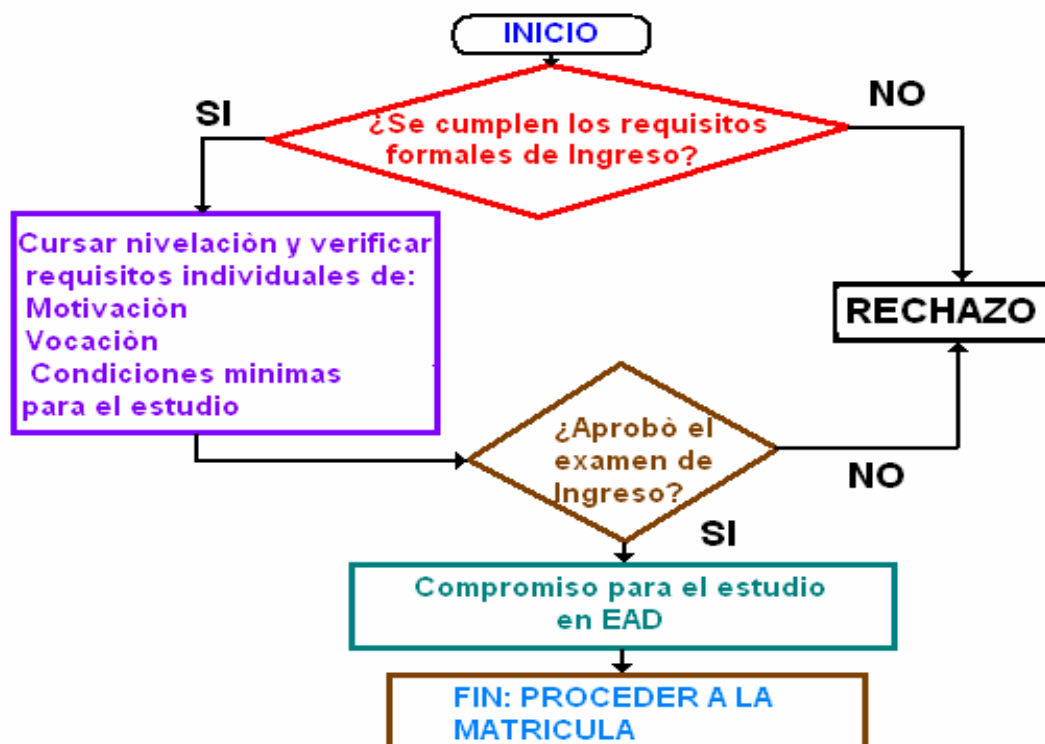 INICIO
SI
NO
¿Se cumplen los requisitos
formales de Ingreso?
Cursar nivelaciòn y verificar
requisitos individuales de:
Motivaciòn
Vocaciòn
Condiciones minimas
para el estudio
RECHAZO
¿Aprobò el
examen de
Ingreso?
NO
SI
Compromiso para el estudio
en EAD
FIN: PROCEDER A LA
MATRICULA